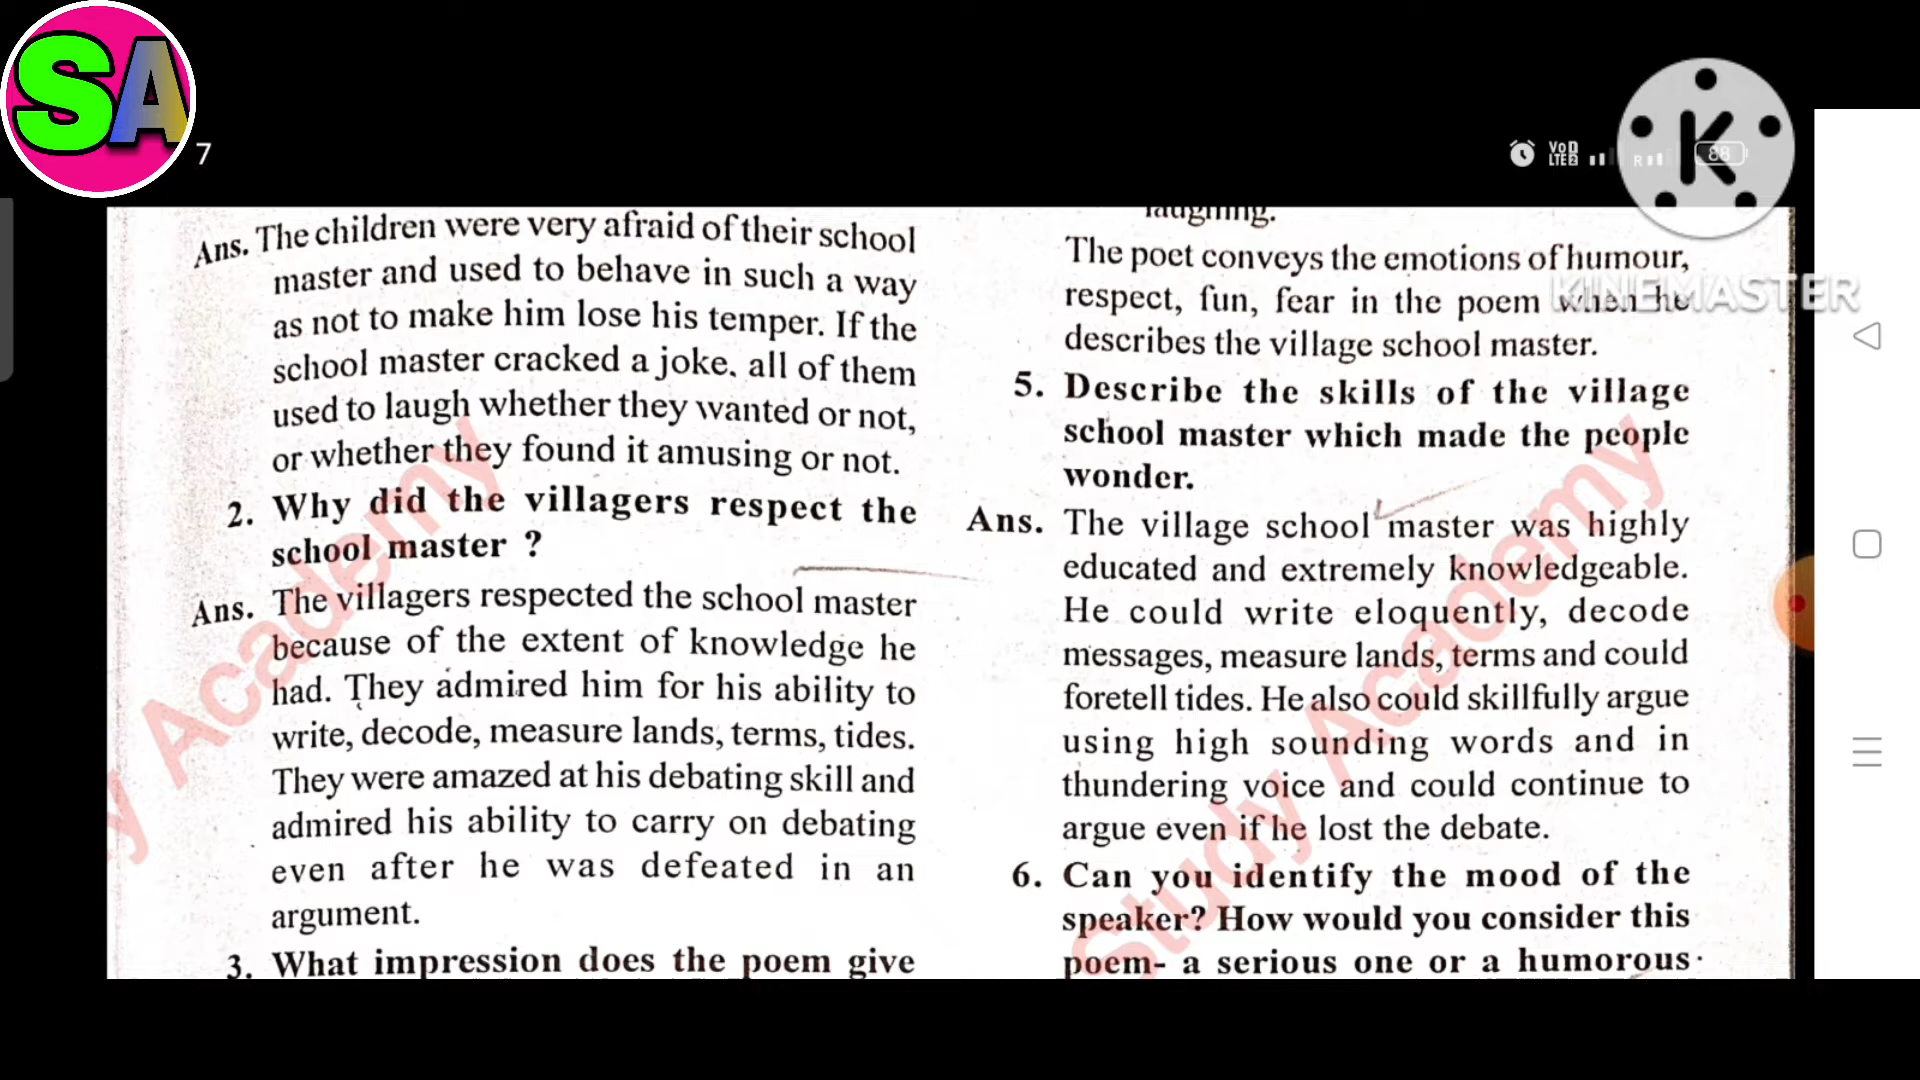 SA
7
VoD
LTE2
R
88
K
KINEMASTER
Ans. The children were very afraid of their school
master and used to behave in such a way
as not to make him lose his temper. If the
school master cracked a joke, all of them
used to laugh whether they wanted or not,
or whether they found it amusing or not.
2. Why did the villagers respect the
school master ?
Ans. The villagers respected the school master
because of the extent of knowledge he
had. They admired him for his ability to
write, decode, measure lands, terms, tides.
They were amazed at his debating skill and
admired his ability to carry on debating
even after he was defeated in an
argument.
3. What impression does the poem give
laughing.
The poet conveys the emotions of humour,
respect, fun, fear in the poem when he
describes the village school master.
5. Describe the skills of the village
school master which made the people
wonder.
Ans. The village school master was highly
educated and extremely knowledgeable.
He could write eloquently, decode
messages, measure lands, terms and could
foretell tides. He also could skillfully argue
using high sounding words and in
thundering voice and could continue to
argue even if he lost the debate.
6. Can you identify the mood of the
speaker? How would you consider this
poem- a serious one or a humorous
y Academy
Study Academy